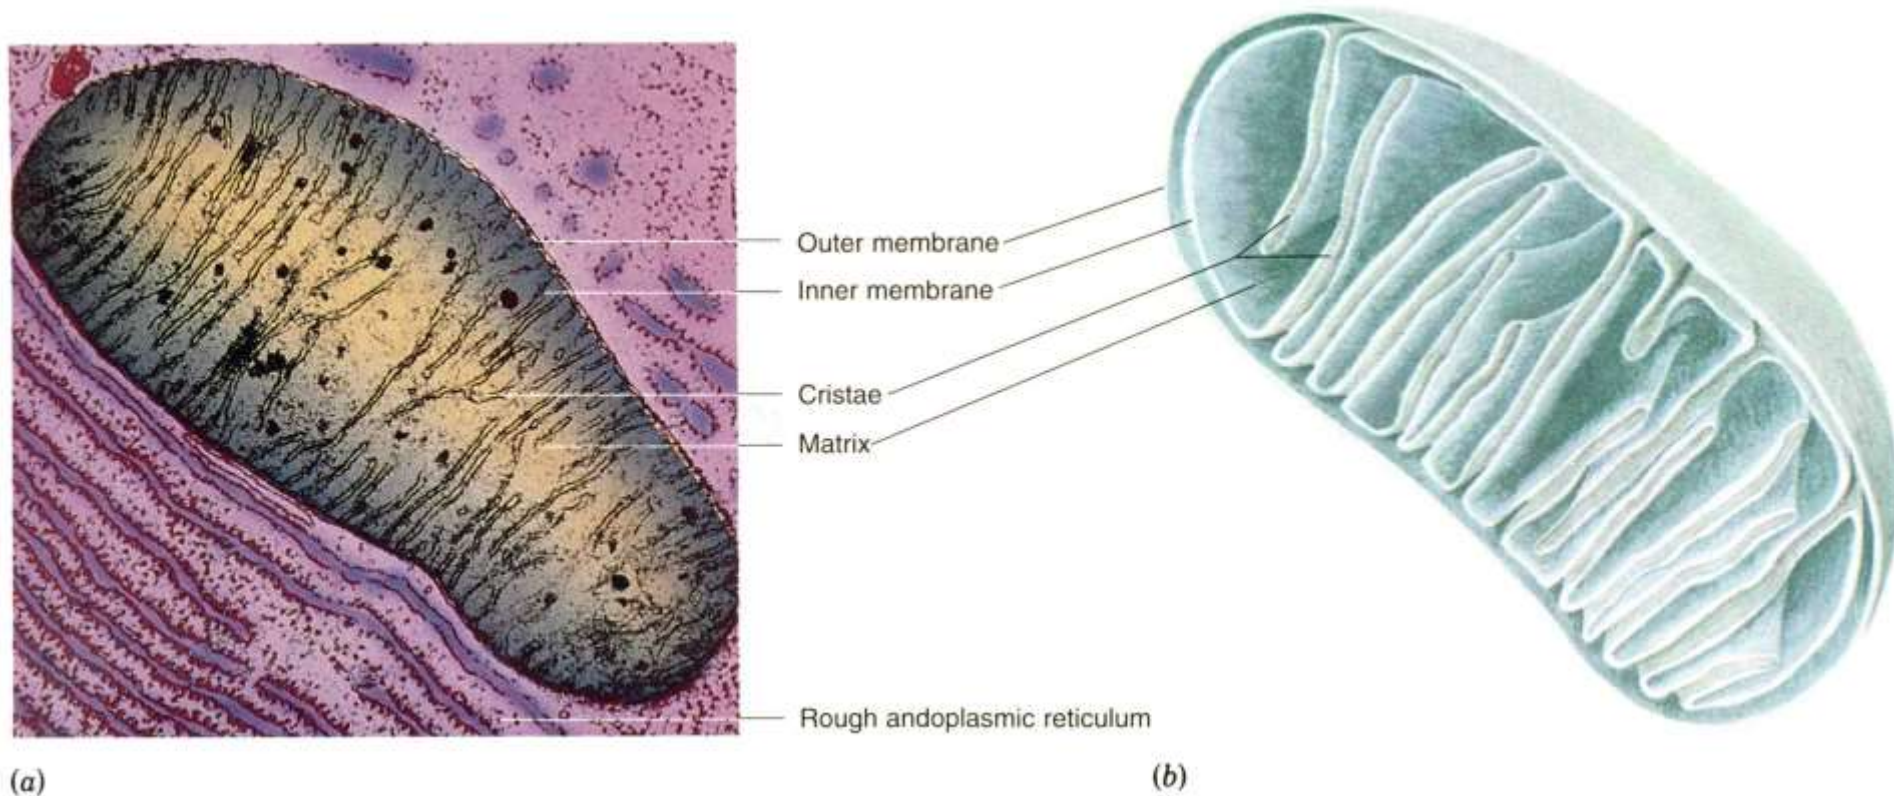 Outer membrane
Inner membrane
Cristae
Matrix
Rough andoplasmic reticulum
(a)
(b)